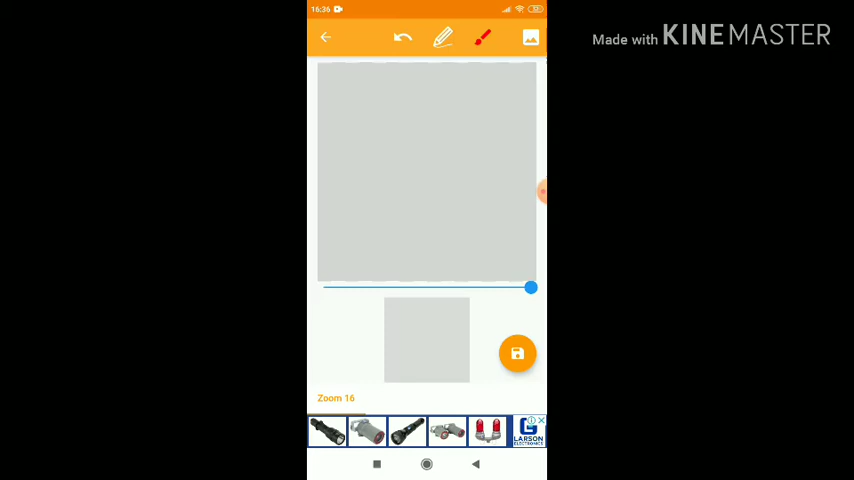 16:36
Made with KINEMASTER
Zoom 16
LARSON
ELECTRONICS